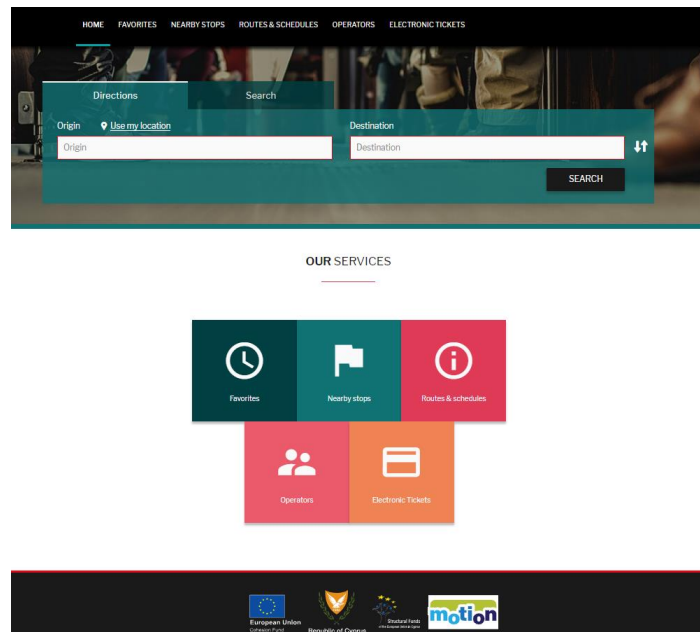 HOME FAVORITES NEARBY STOPS ROUTES & SCHEDULES OPERATORS ELECTRONIC TICKETS
Directions Search
Origin Use my location Destination
Origin Destination
SEARCH
OUR SERVICES
Favorites Nearby stops Routes & schedules
Operators Electronic Tickets
European Union
Cohesion Fund
Republic of Cyprus
Structural Funds
motion